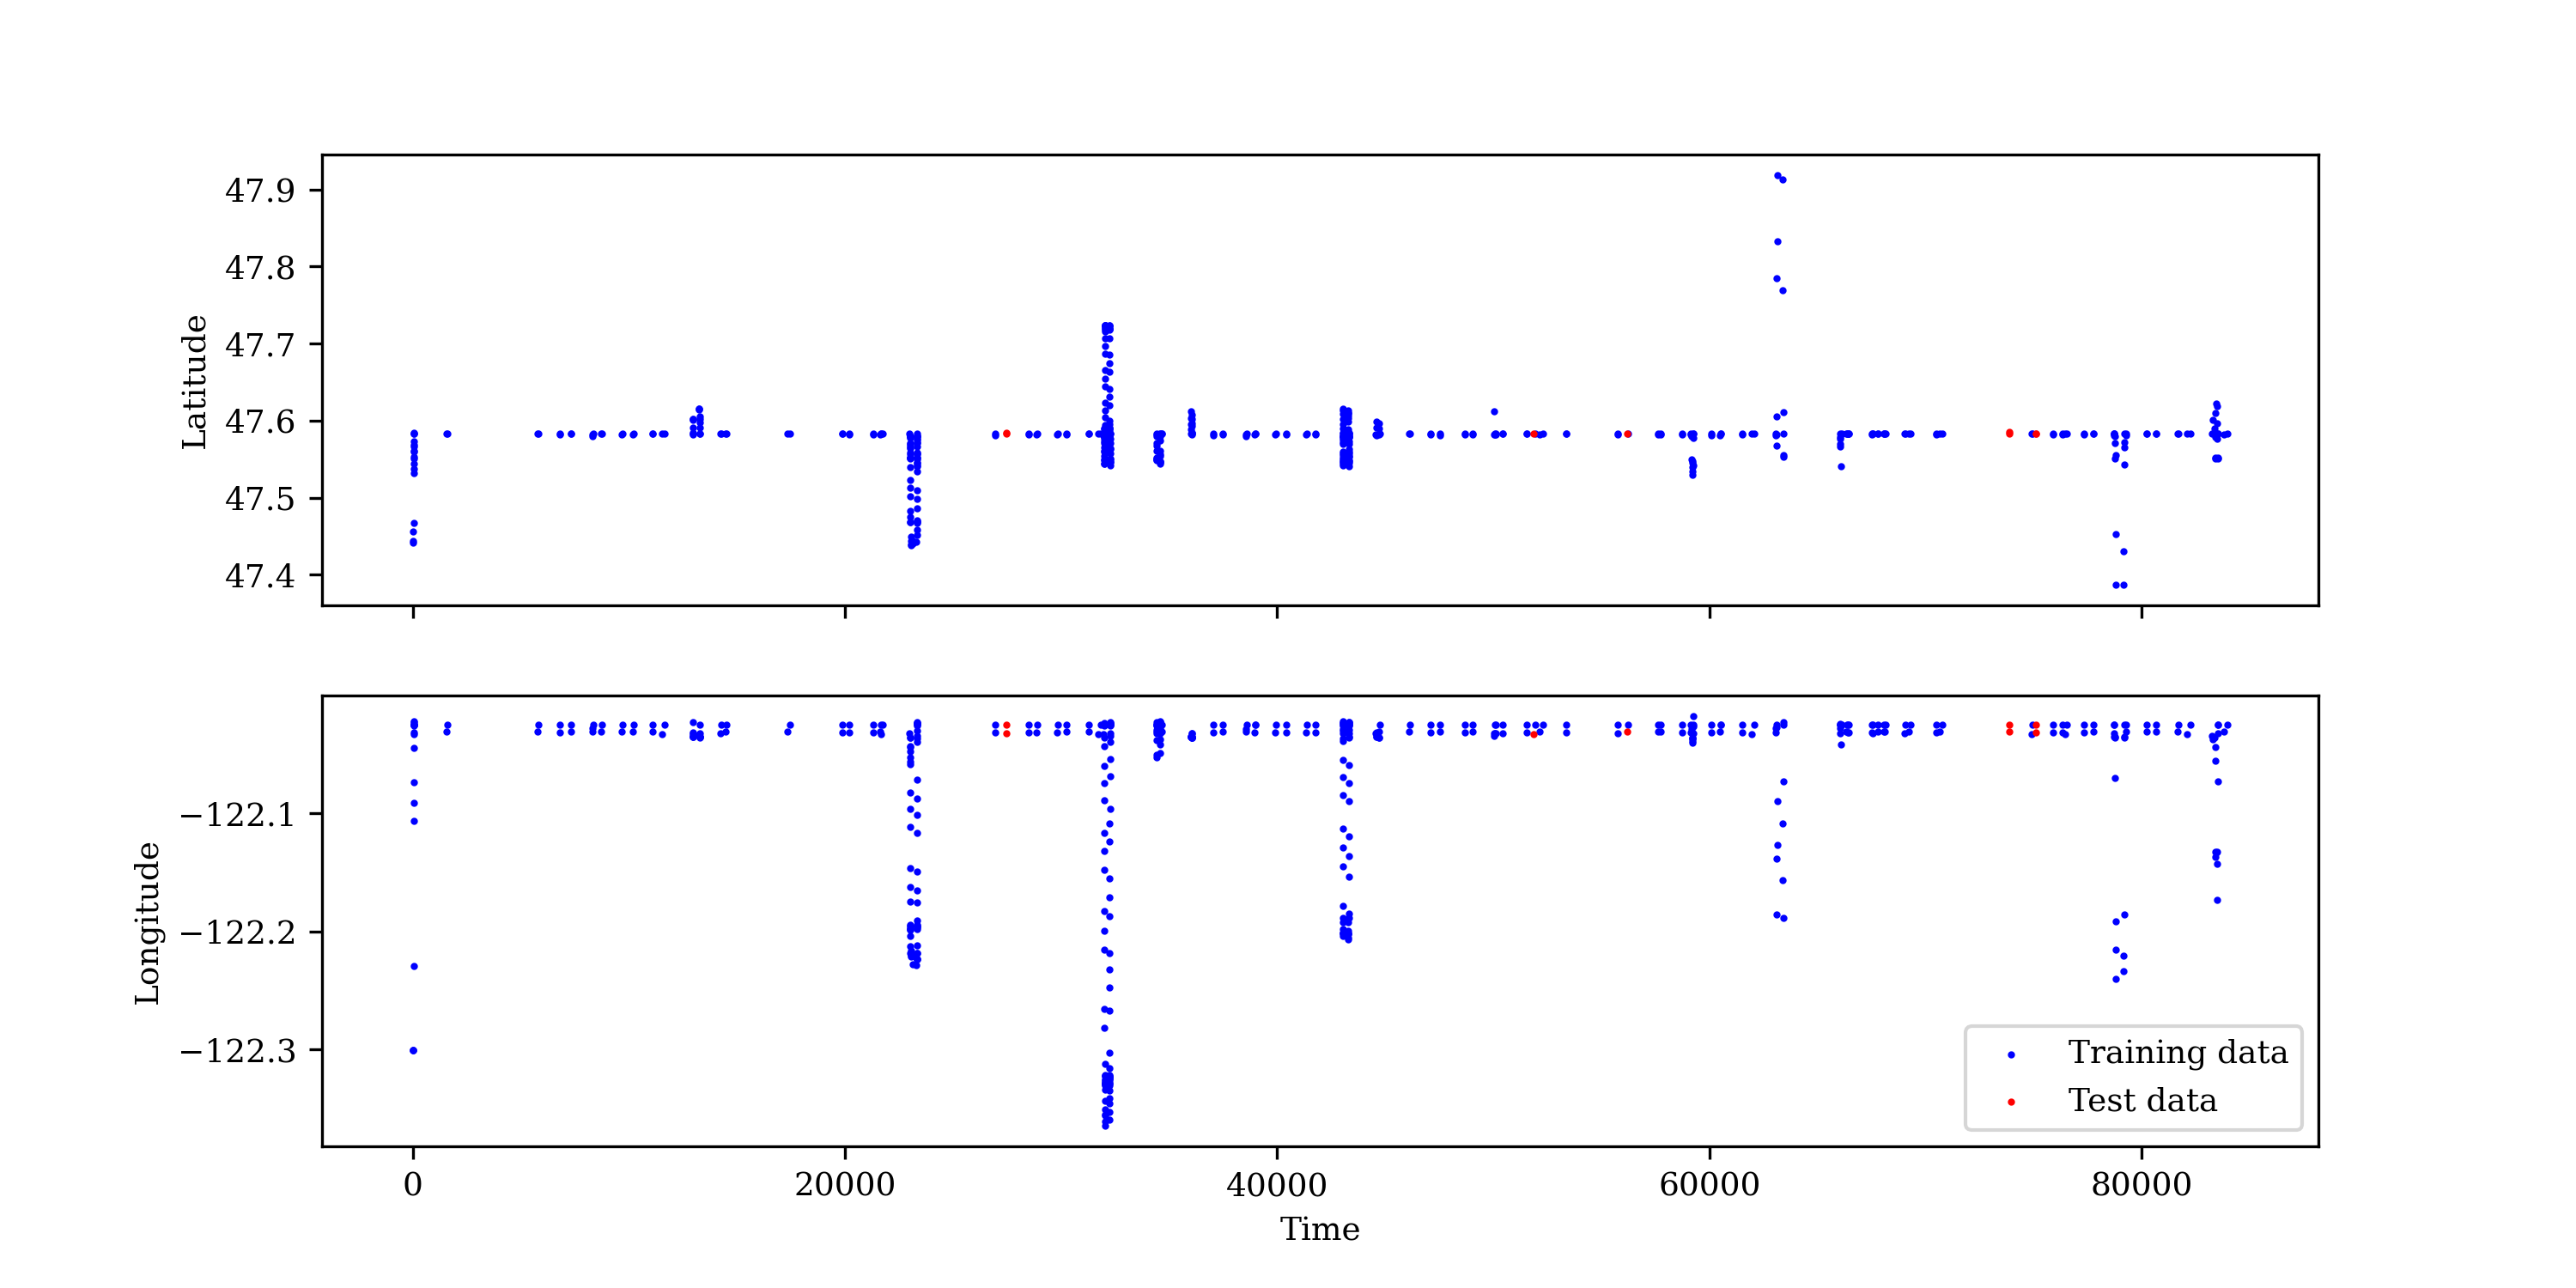 47.9
47.8
47.7
47.6
47.5
47.4
Latitude
−122.1
−122.2
−122.3
Longitude
Training data
Test data
0 20000 40000 60000 80000
Time